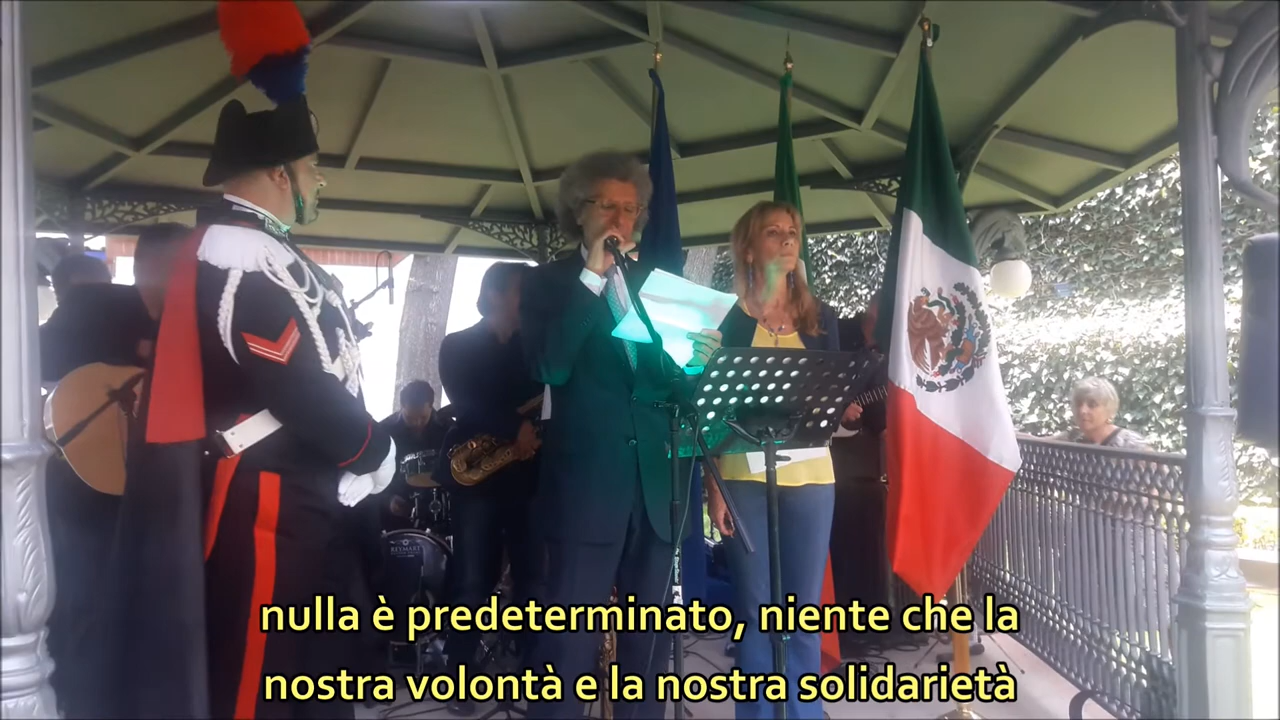 nulla è predeterminato, niente che la
nostra volontà e la nostra solidarietà